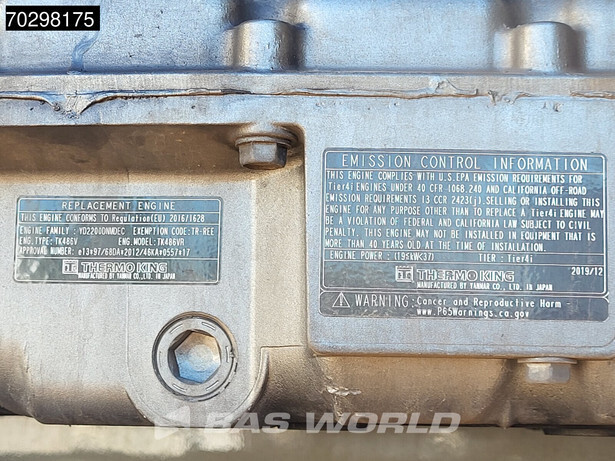 70298175
REPLACEMENT ENGINE
THIS ENGINE CONFORMS TO Regulation(EU) 2016/1628
ENGINE FAMILY: YD2200DNMDEC EXEMPTION CODE: TR-REE
ENG.TYPE: TK486V ENG.MODEL: TK486VR
APPROVAL NUMBER: e13*97/68DA*2012/46KA*0557*17
THERMO KING
MANUFACTURED BY YANMAR CO., LTD. IN JAPAN
EMISSION CONTROL INFORMATION
THIS ENGINE COMPLIES WITH U.S.EPA EMISSION REQUIREMENTS FOR
Tier4i ENGINES UNDER 40 CFR-1068.240 AND CALIFORNIA OFF-ROAD
EMISSION REQUIREMENTS 13 CCR 2423(j). SELLING OR INSTALLING
THIS ENGINE FOR ANY PURPOSE OTHER THAN TO REPLACE A Tier4i ENGINE MAY
BE A VIOLATION OF FEDERAL AND CALIFORNIA LAW SUBJECT TO CIVIL
PENALTY. THIS ENGINE MAY NOT BE INSTALLED IN EQUIPMENT THAT IS
MORE THAN 40 YEARS OLD AT THE TIME OF INSTALLATION.
ENGINE POWER : (19≤kW<37) TIER : Tier4i
THERMO KING
2019/12
MANUFACTURED BY YANMAR CO., LTD. IN JAPAN
WARNING: Cancer and Reproductive Harm -
www.P65Warnings.ca.gov
BAS WORLD